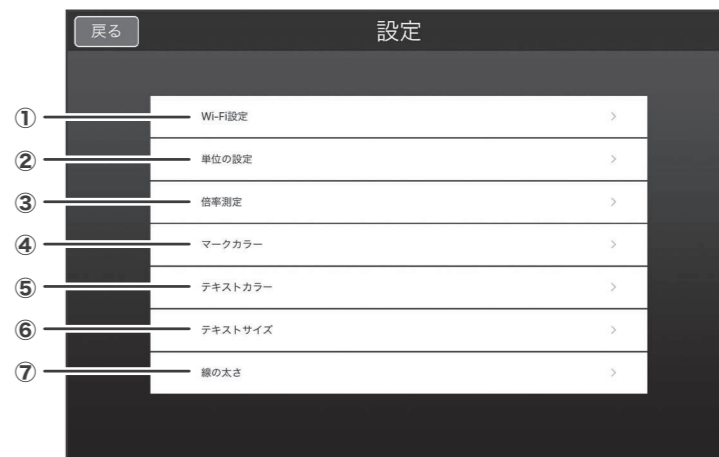 戻る
設定
① Wi-Fi設定
② 単位の設定
③ 倍率測定
④ マークカラー
⑤ テキストカラー
⑥ テキストサイズ
⑦ 線の太さ